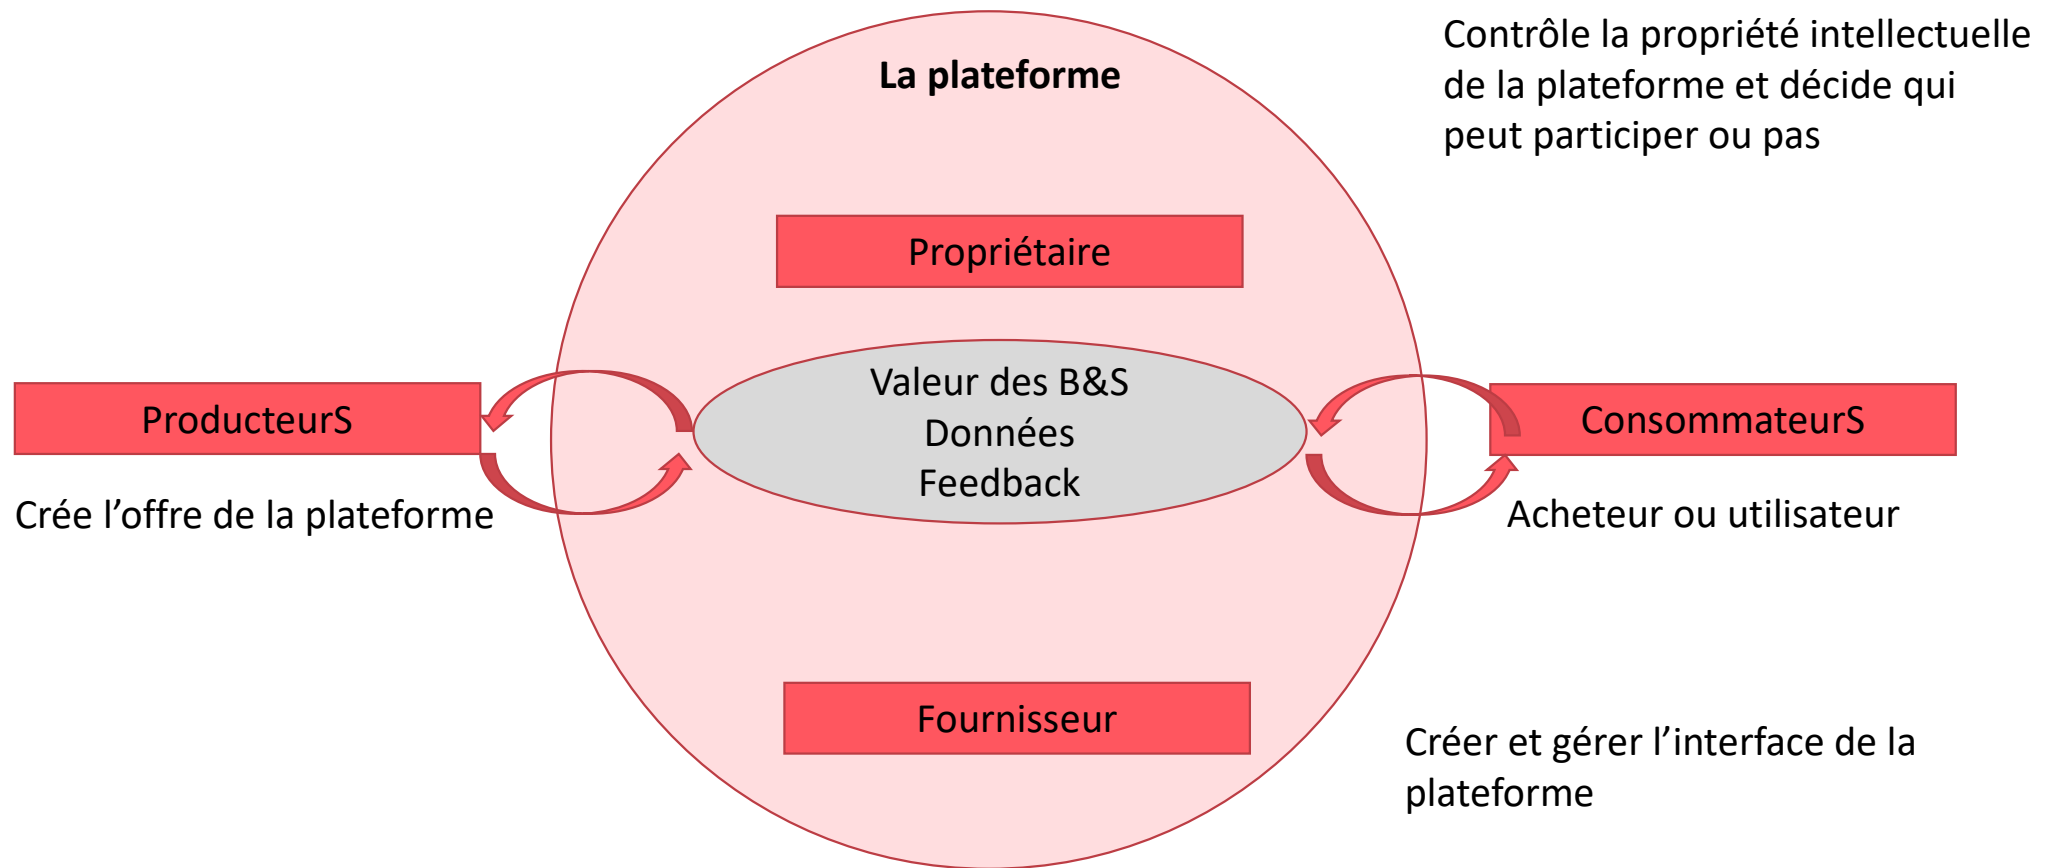 La plateforme
Contrôle la propriété intellectuelle
de la plateforme et décide qui
peut participer ou pas
Propriétaire
ProducteurS
Crée l’offre de la plateforme
Valeur des B&S
Données
Feedback
ConsommateurS
Acheteur ou utilisateur
Fournisseur
Créer et gérer l’interface de la
plateforme